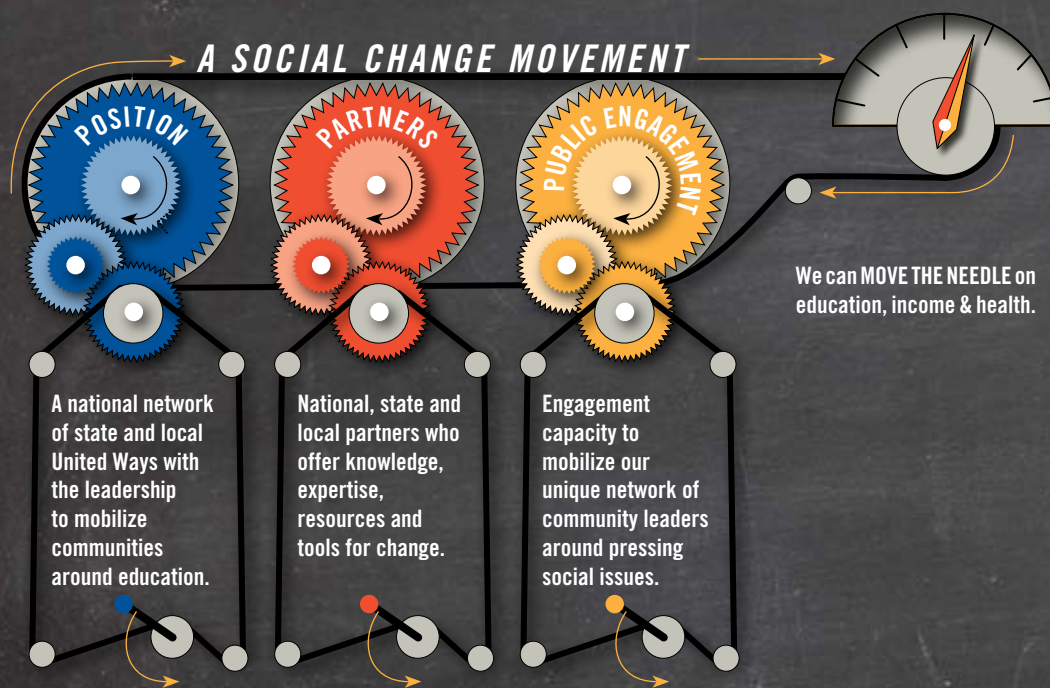 A SOCIAL CHANGE MOVEMENT
POSITION
PARTNERS
PUBLIC ENGAGEMENT
We can MOVE THE NEEDLE on
education, income & health.
A national network
of state and local
United Ways with
the leadership
to mobilize
communities
around education.
National, state and
local partners who
offer knowledge,
expertise,
resources and
tools for change.
Engagement
capacity to
mobilize our
unique network of
community leaders
around pressing
social issues.